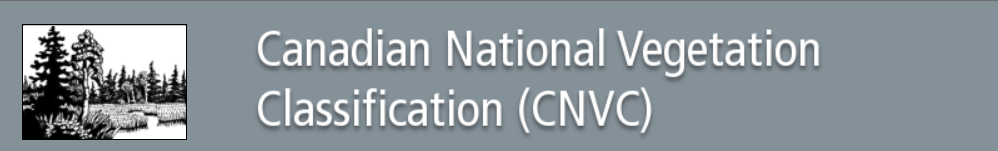 Canadian National Vegetation
Classification (CNVC)